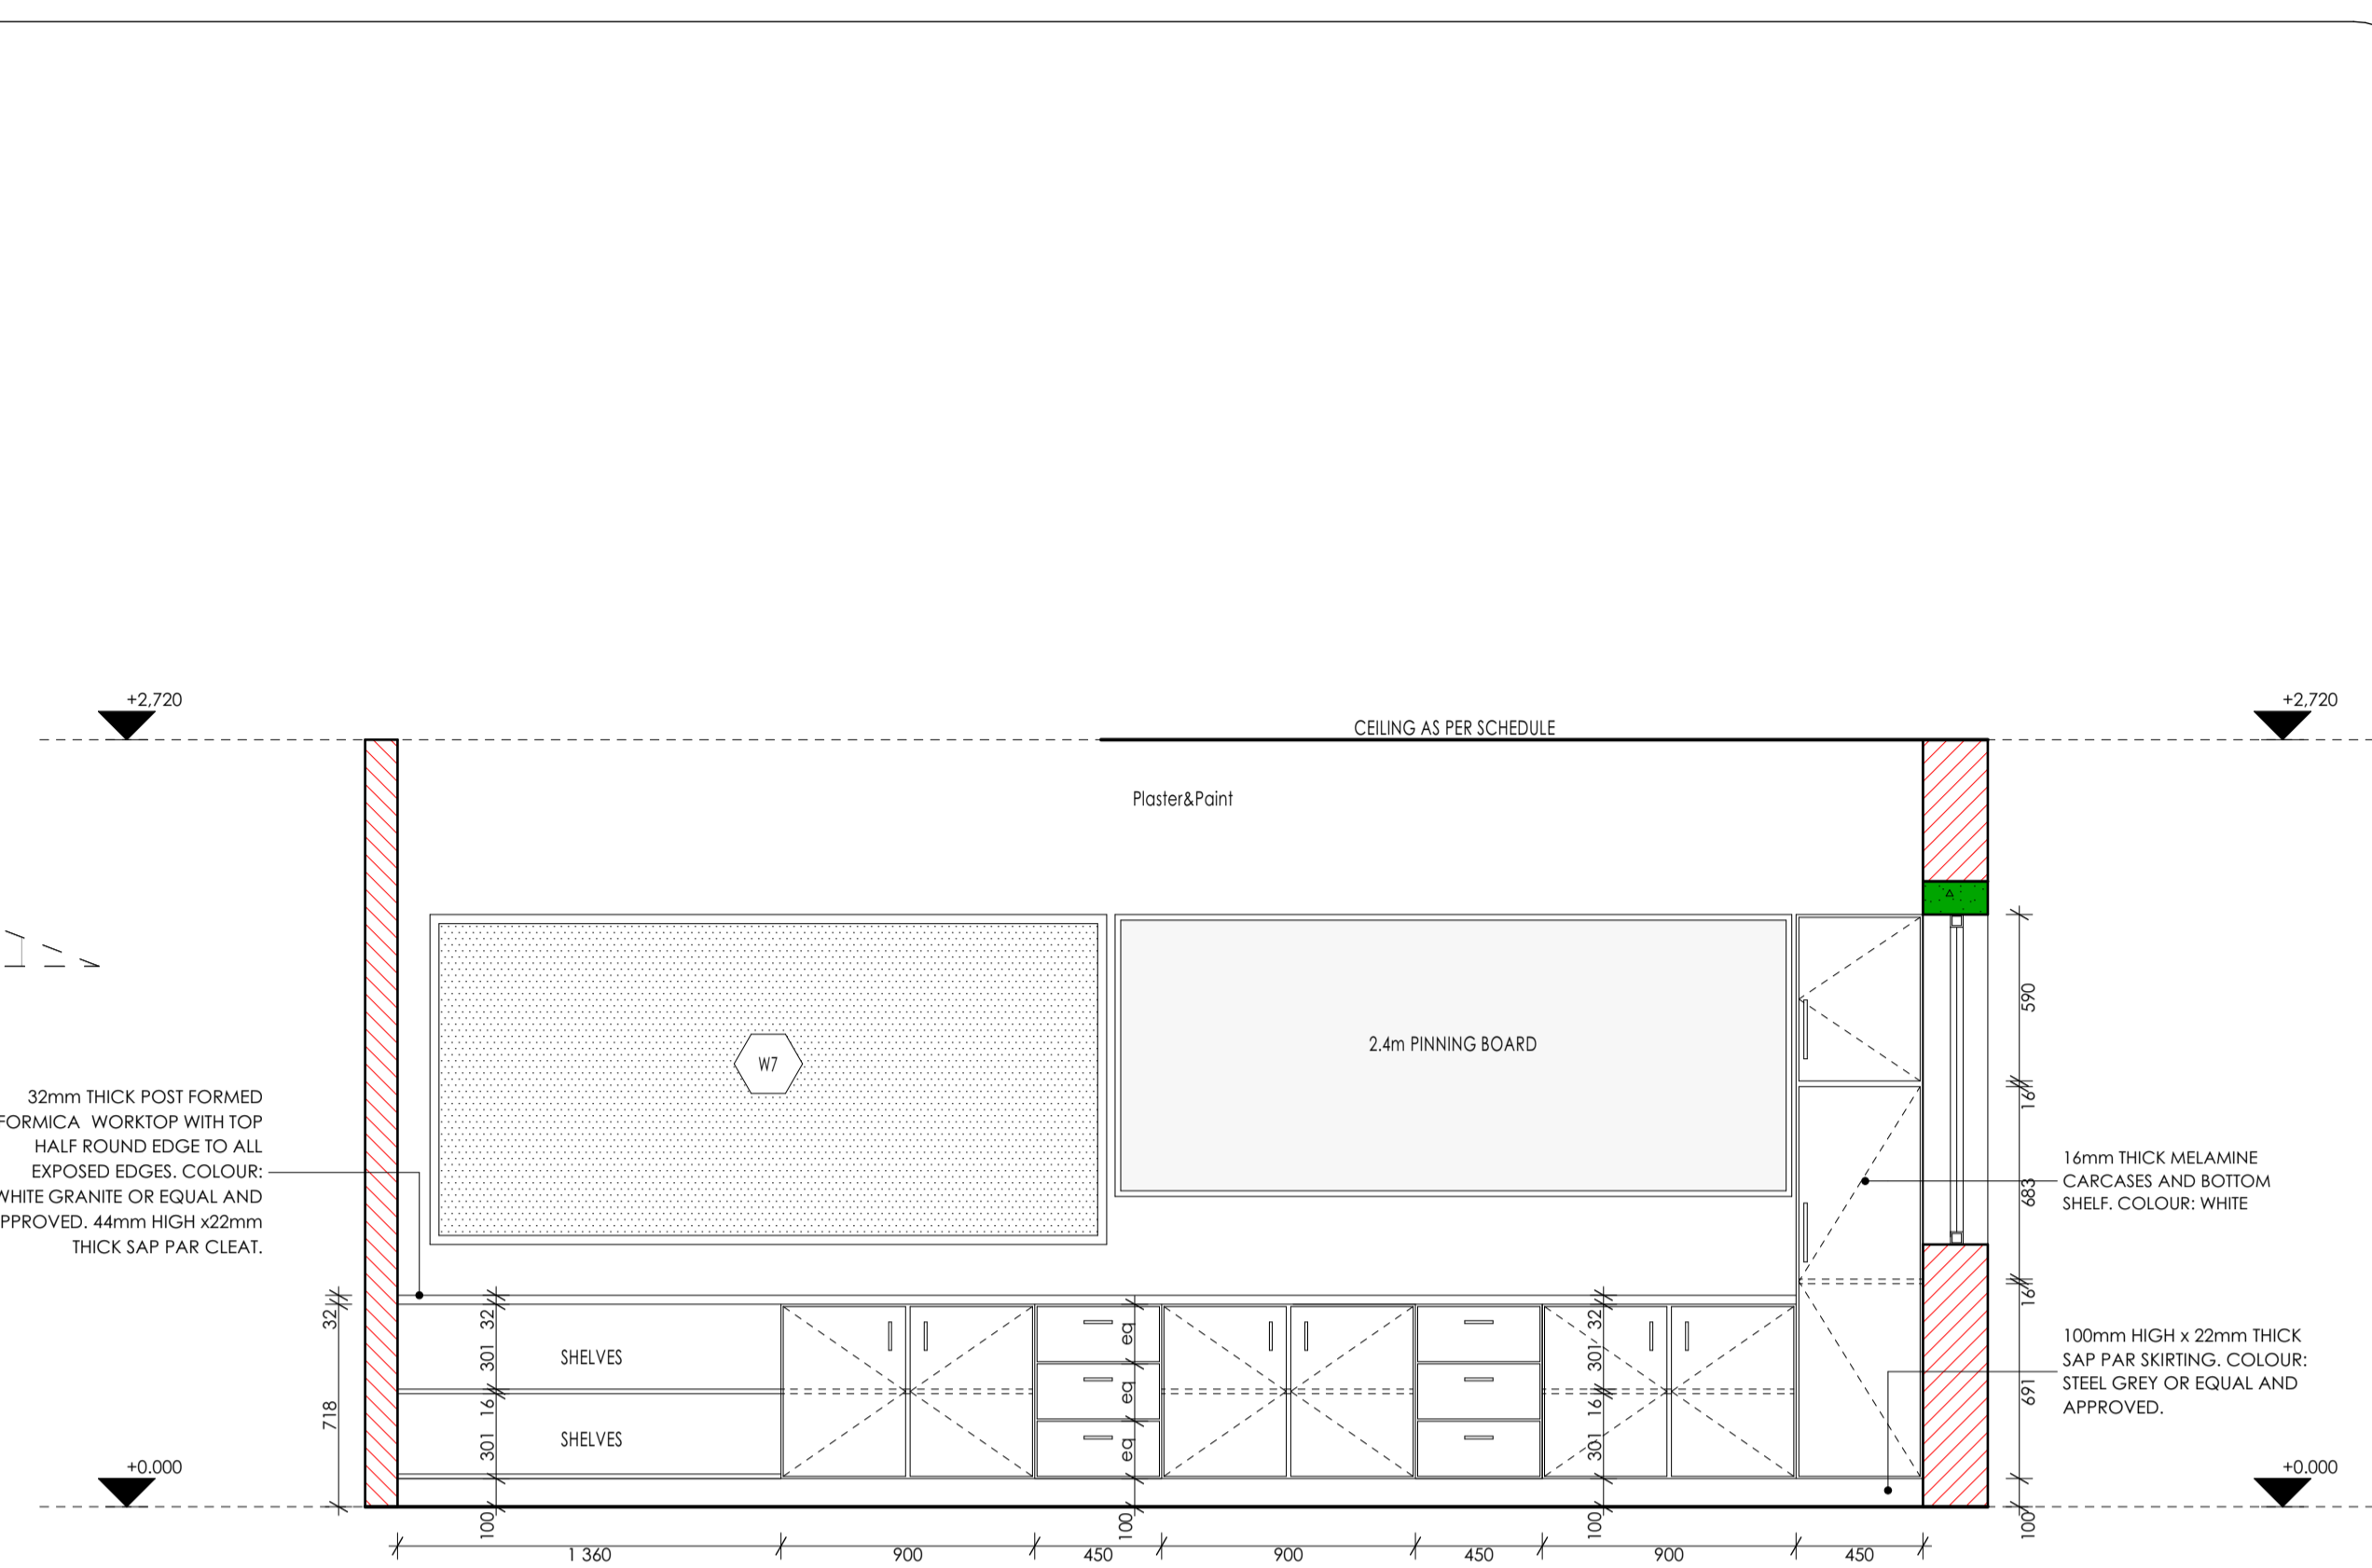 +2,720
+2,720
CEILING AS PER SCHEDULE
Plaster&Paint
W7
2.4m PINNING BOARD
32mm THICK POST FORMED
FORMICA WORKTOP WITH TOP
HALF ROUND EDGE TO ALL
EXPOSED EDGES. COLOUR:
WHITE GRANITE OR EQUAL AND
PPROVED. 44mm HIGH x22mm
THICK SAP PAR CLEAT.
590
16
683
16
691
100
16mm THICK MELAMINE
CARCASES AND BOTTOM
SHELF. COLOUR: WHITE
100mm HIGH x 22mm THICK
SAP PAR SKIRTING. COLOUR:
STEEL GREY OR EQUAL AND
APPROVED.
32
718
32
301
16
301
100
SHELVES
SHELVES
eq
eq
eq
100
32
301
16
301
100
+0.000
+0.000
1 360
900
450
900
450
900
450